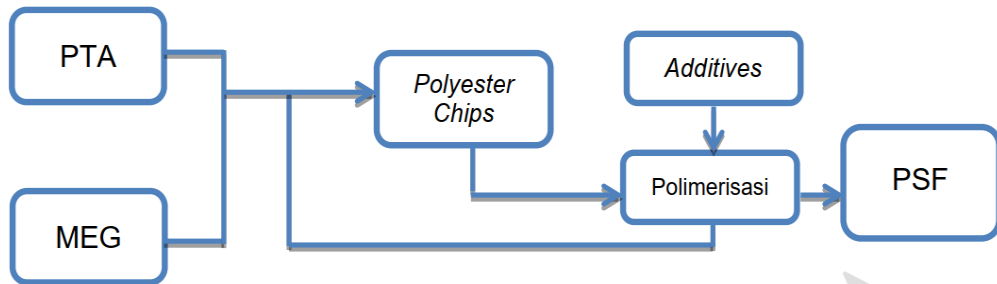 PTA
Polyester
Chips
Additives
MEG
Polimerisasi
PSF